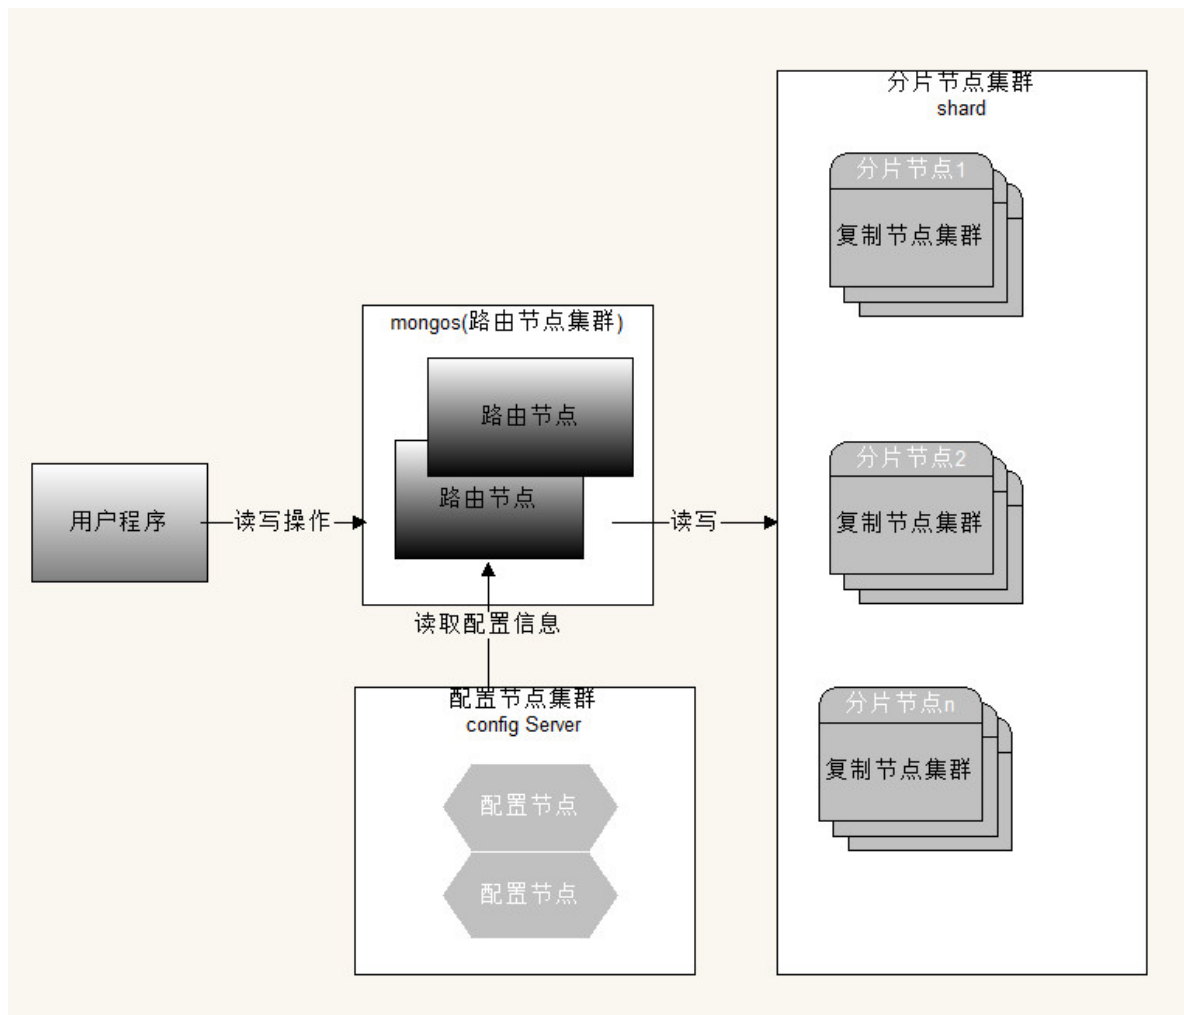 分片节点集群
shard
分片节点1
复制节点集群
mongos(路由节点集群)
路由节点
路由节点
分片节点2
复制节点集群
用户程序
读写操作
读写
读取配置信息
配置节点集群
config Server
配置节点
配置节点
分片节点n
复制节点集群